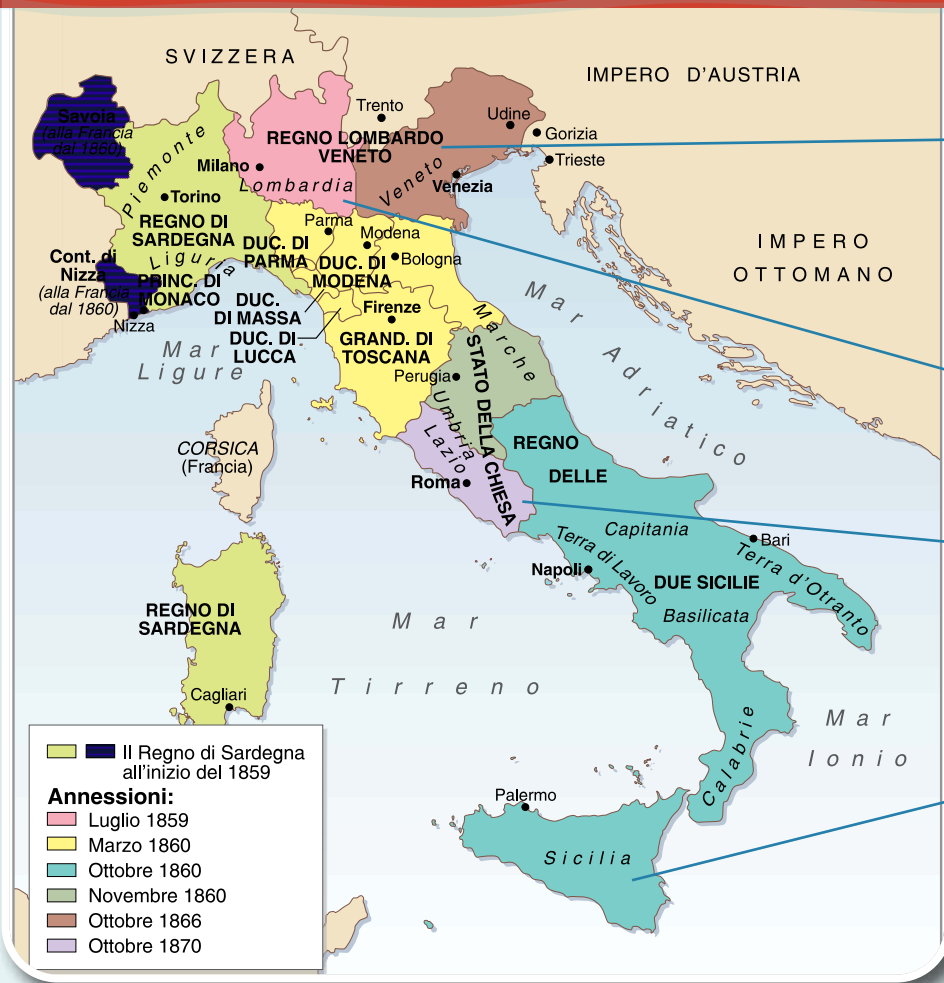 SVIZZERA
IMPERO D'AUSTRIA
Trento
Udine
Gorizia
Trieste
Savoia
(alla Francia
dal 1860)
REGNO LOMBARDO
VENETO
Milano
Lombardia
Veneto
Venezia
Piemonte
Torino
REGNO DI
SARDEGNA
Liguria
Parma
DUC. DI
PARMA
Modena
DUC. DI
MODENA
Bologna
Cont. di
Nizza
(alla Francia
dal 1860)
PRINC. DI
MONACO
Nizza
DUC.
DI MASSA
DUC. DI
LUCCA
Firenze
GRAND. DI
TOSCANA
IMPERO
OTTOMANO
Mar
Ligure
Mar Adriatico
Marche
Perugia
Umbria
STATO DELLA CHIESA
Lazio
Roma
CORSICA
(Francia)
REGNO
DELLE
DUE SICILIE
Capitania
Bari
Terra di Lavoro
Terra d'Otranto
Napoli
Basilicata
REGNO DI
SARDEGNA
Cagliari
Mar
Tirreno
Mar
Ionio
Calabrie
Palermo
Sicilia
Il Regno di Sardegna
all'inizio del 1859
Annessioni:
Luglio 1859
Marzo 1860
Ottobre 1860
Novembre 1860
Ottobre 1866
Ottobre 1870